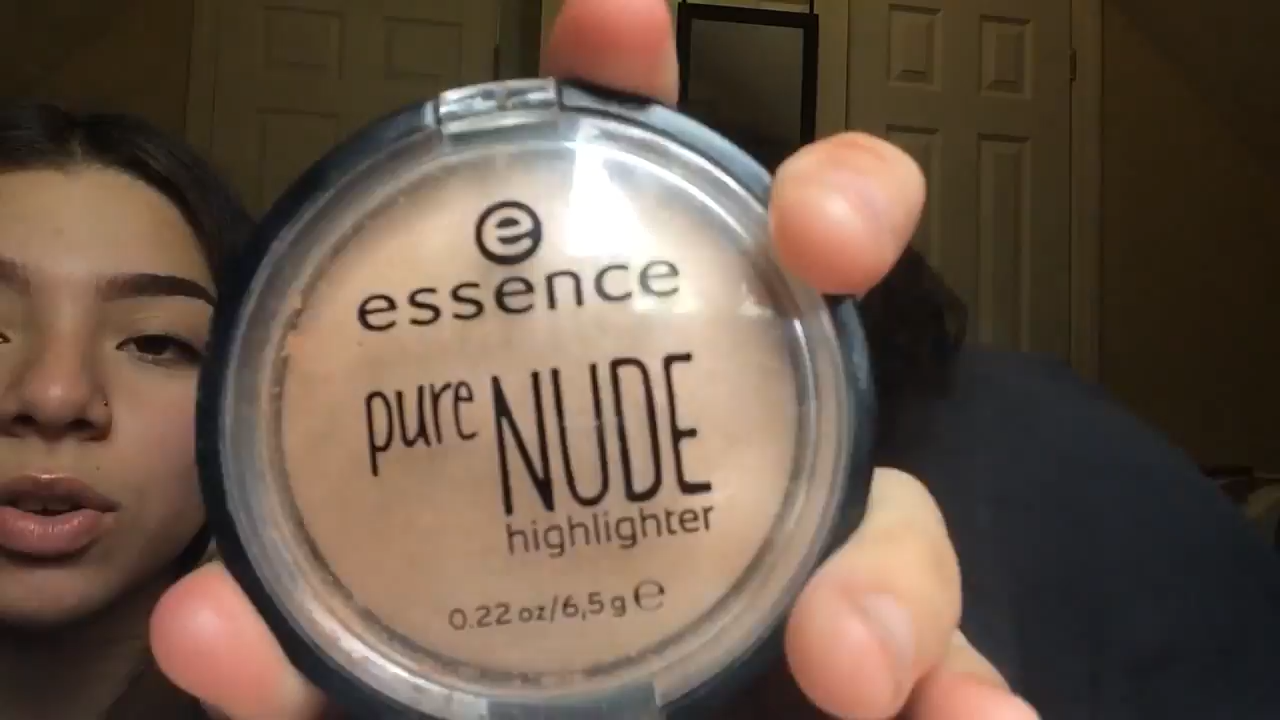 e
essence
pure NUDE
highlighter
0.22 oz/6,5 g ℮